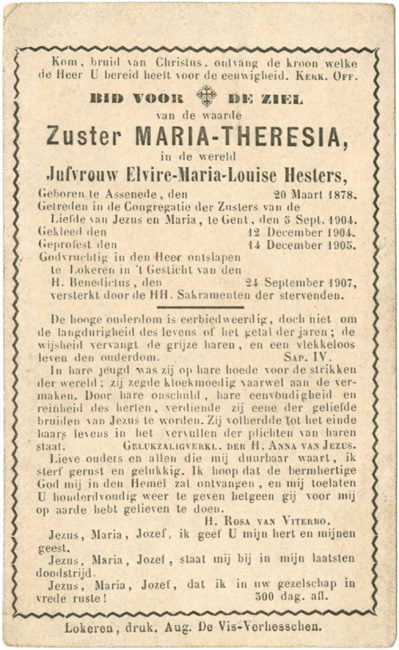 Kom, bruid van Christus, ontvang de kroon welke
de Heer U bereid heeft voor de eeuwigheid. KERK. OFF.
BID VOOR DE ZIEL
van de waarde
Zuster MARIA-THERESIA,
in de wereld
Jufvrouw Elvire-Maria-Louise Hesters,
Geboren te Assenede, den 20 Maart 1878.
Getreden in de Congregatie der Zusters van de
Liefde van Jezus en Maria, te Gent, den 5 Sept. 1904.
Gekleed den 12 December 1904.
Geprofest den 14 December 1905.
Godvruchtig in den Heer ontslapen
te Lokeren in 't Gesticht van den
H. Benedictus, den 24 September 1907,
versterkt door de HH. Sakramenten der stervenden.
De hooge ouderdom is eerbiedweerdig, doch niet om
de langdurigheid des levens of het getal der jaren; de
wijsheid vervangt de grijze haren, en een vlekkeloos
leven den ouderdom. SAP. IV.
In hare jeugd was zij op hare hoede voor de strikken
der wereld; zij zegde kloekmoedig vaarwel aan de ver-
maken. Door hare onschuld, hare eenvoudigheid en
reinheid des herten, verdiende zij eene der geliefde
bruiden van Jezus te worden. Zij volherdde tot het einde
haars levens in het vervullen der plichten van haren
staat. GELUKZALIGVERKL. DER H. ANNA VAN JEZUS.
Lieve ouders en allen die mij duurbaar waart, ik
sterf gerust en gelukkig. Ik hoop dat de bermhertige
God mij in den Hemel zal ontvangen, en mij toelaten
U honderdvoudig weer te geven hetgeen gij voor mij
op aarde hebt gelieven te doen.
H. ROSA VAN VITERBO.
Jezus, Maria, Jozef, ik geef U mijn hert en mijnen
geest.
Jezus, Maria, Jozef, staat mij bij in mijnen laatsten
doodstrijd.
Jezus, Maria, Jozef, dat ik in uw gezelschap in
vrede ruste! 300 dag. afl.
Lokeren, druk. Aug. De Vis-Verhesschen.